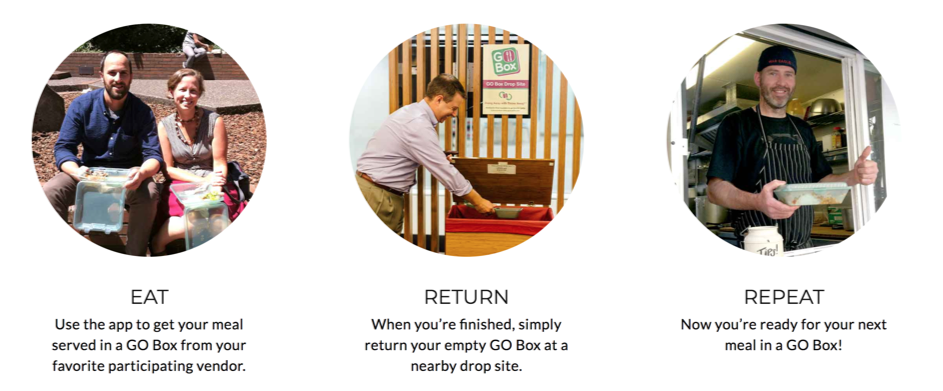 GO
Box
GO Box Drop Site
Tips!
EAT
Use the app to get your meal
served in a GO Box from your
favorite participating vendor.
RETURN
When you’re finished, simply
return your empty GO Box at a
nearby drop site.
REPEAT
Now you’re ready for your next
meal in a GO Box!